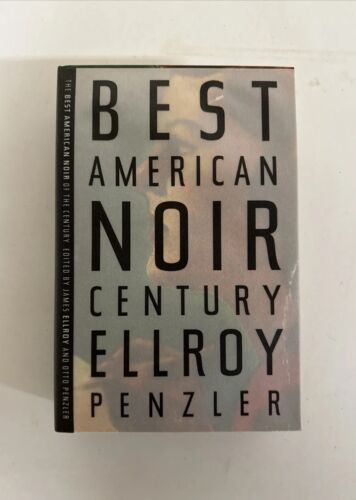 BEST
AMERICAN
NOIR
CENTURY
ELLROY
PENZLER
THE BEST AMERICAN NOIR OF THE CENTURY EDITED BY JAMES ELLROY AND OTTO PENZLER